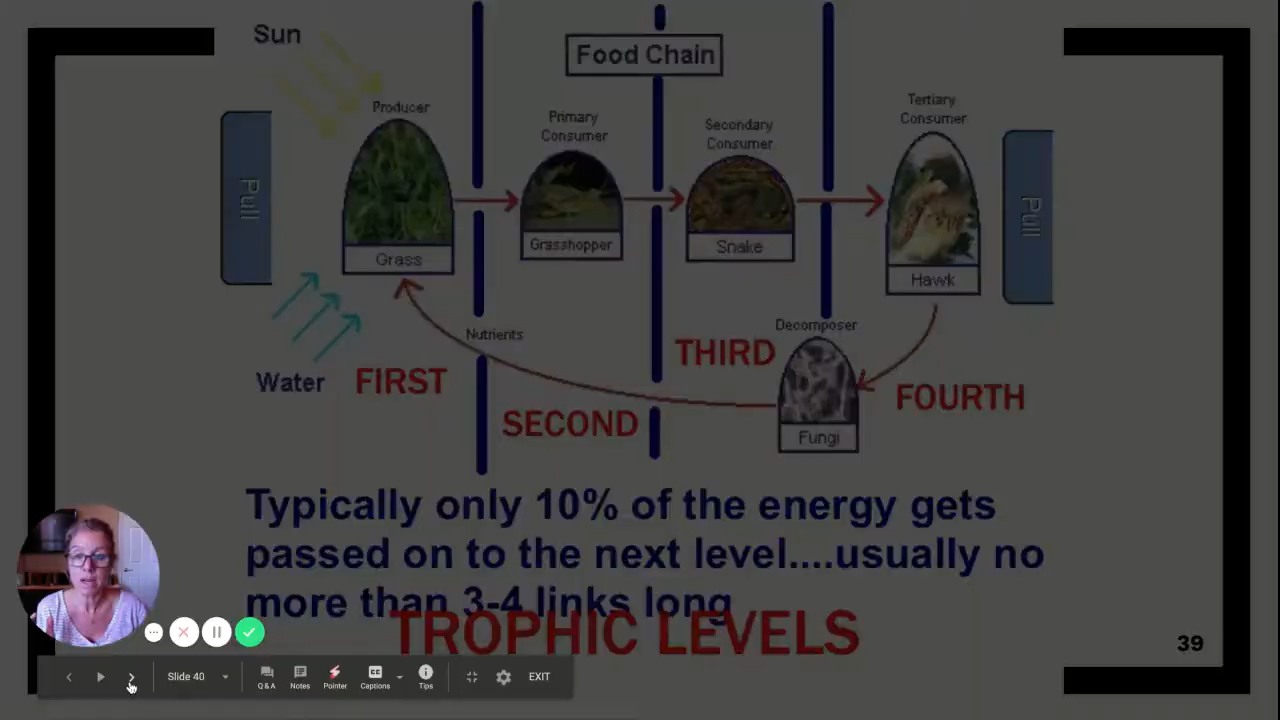 Sun
Food Chain
Producer
Primary
Consumer
Secondary
Consumer
Tertiary
Consumer
Pull
Pull
Grass
Grasshopper
Snake
Hawk
Nutrients
Decomposer
Fungi
Water
FIRST
SECOND
THIRD
FOURTH
Typically only 10% of the energy gets
passed on to the next level....usually no
more than 3-4 links long
TROPHIC LEVELS
39
Slide 40
Q&A
Notes
Pointer
Captions
CC
Tips
EXIT